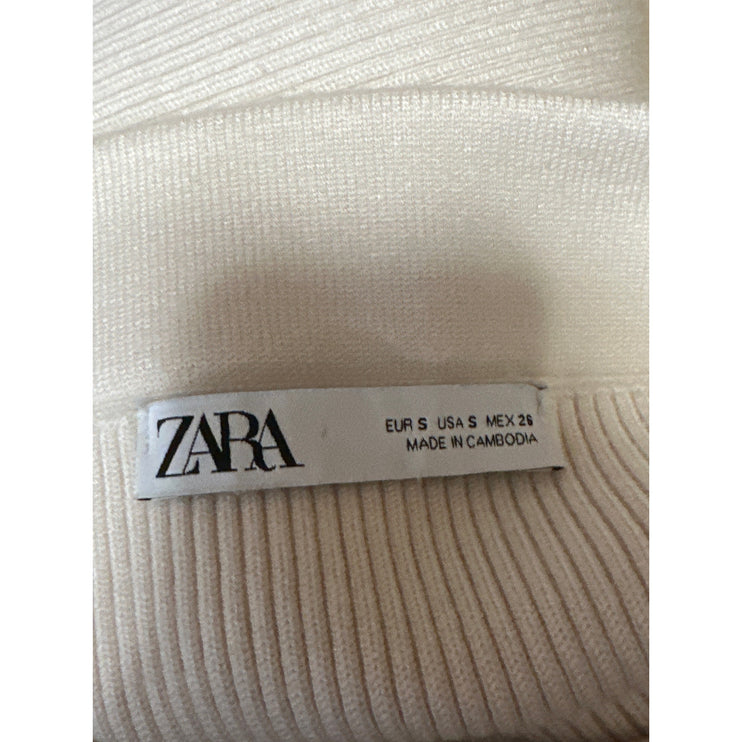 ZARA
EUR S USA S MEX 26
MADE IN CAMBODIA